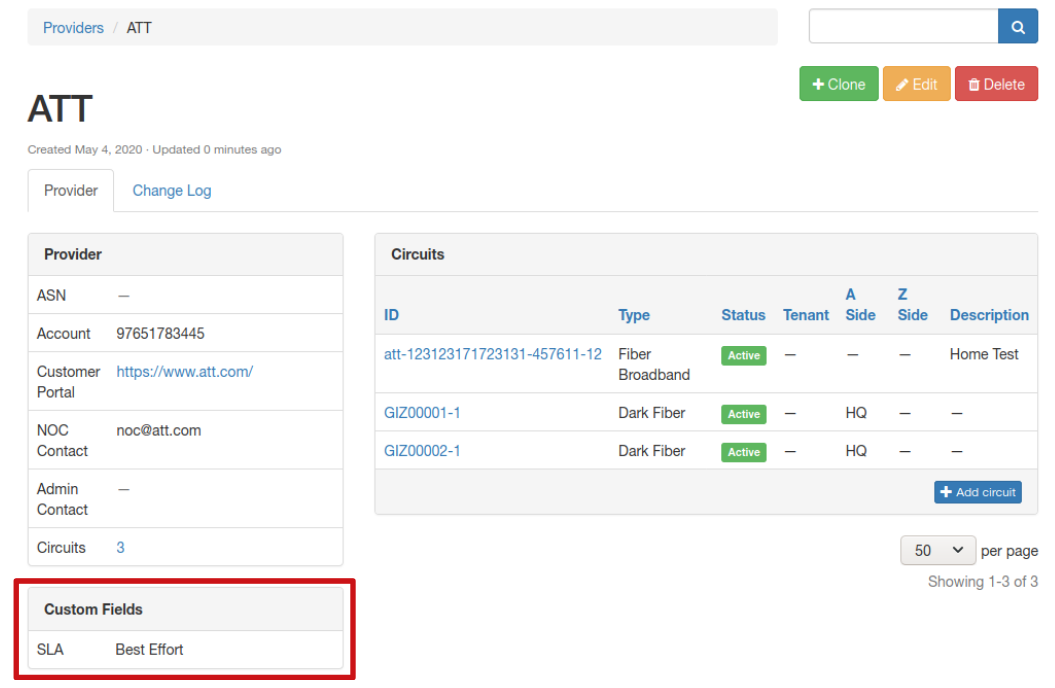 Providers / ATT
Clone Edit Delete
ATT
Created May 4, 2020 · Updated 0 minutes ago
Provider Change Log
Provider
ASN —
Account 97651783445
Customer Portal https://www.att.com/
NOC Contact noc@att.com
Admin Contact —
Circuits 3
Custom Fields
SLA Best Effort
Circuits
ID Type Status Tenant A Side Z Side Description
att-123123171723131-457611-12 Fiber Broadband Active — — — Home Test
GIZ00001-1 Dark Fiber Active — HQ — —
GIZ00002-1 Dark Fiber Active — HQ — —
Add circuit
50 per page
Showing 1-3 of 3